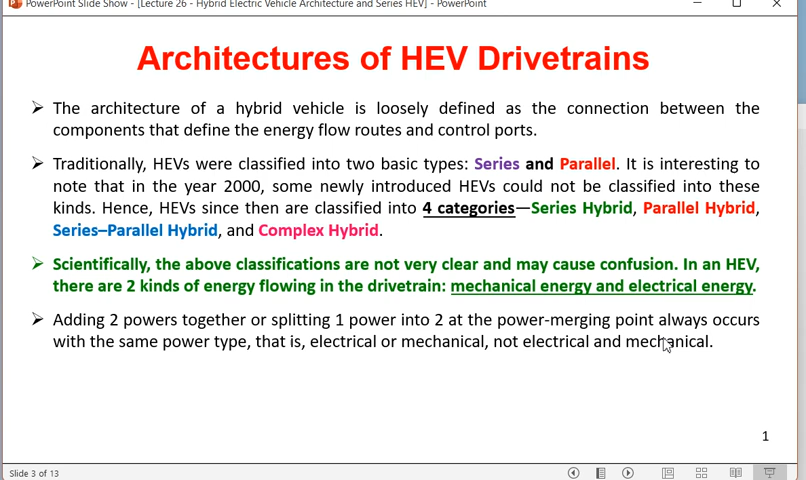 PowerPoint Slide Show - [Lecture 26 - Hybrid Electric Vehicle Architecture and Series HEV] - PowerPoint
Architectures of HEV Drivetrains
➢ The architecture of a hybrid vehicle is loosely defined as the connection between the
components that define the energy flow routes and control ports.
➢ Traditionally, HEVs were classified into two basic types: Series and Parallel. It is interesting to
note that in the year 2000, some newly introduced HEVs could not be classified into these
kinds. Hence, HEVs since then are classified into 4 categories—Series Hybrid, Parallel Hybrid,
Series–Parallel Hybrid, and Complex Hybrid.
➢ Scientifically, the above classifications are not very clear and may cause confusion. In an HEV,
there are 2 kinds of energy flowing in the drivetrain: mechanical energy and electrical energy.
➢ Adding 2 powers together or splitting 1 power into 2 at the power-merging point always occurs
with the same power type, that is, electrical or mechanical, not electrical and mechanical.
1
Slide 3 of 13